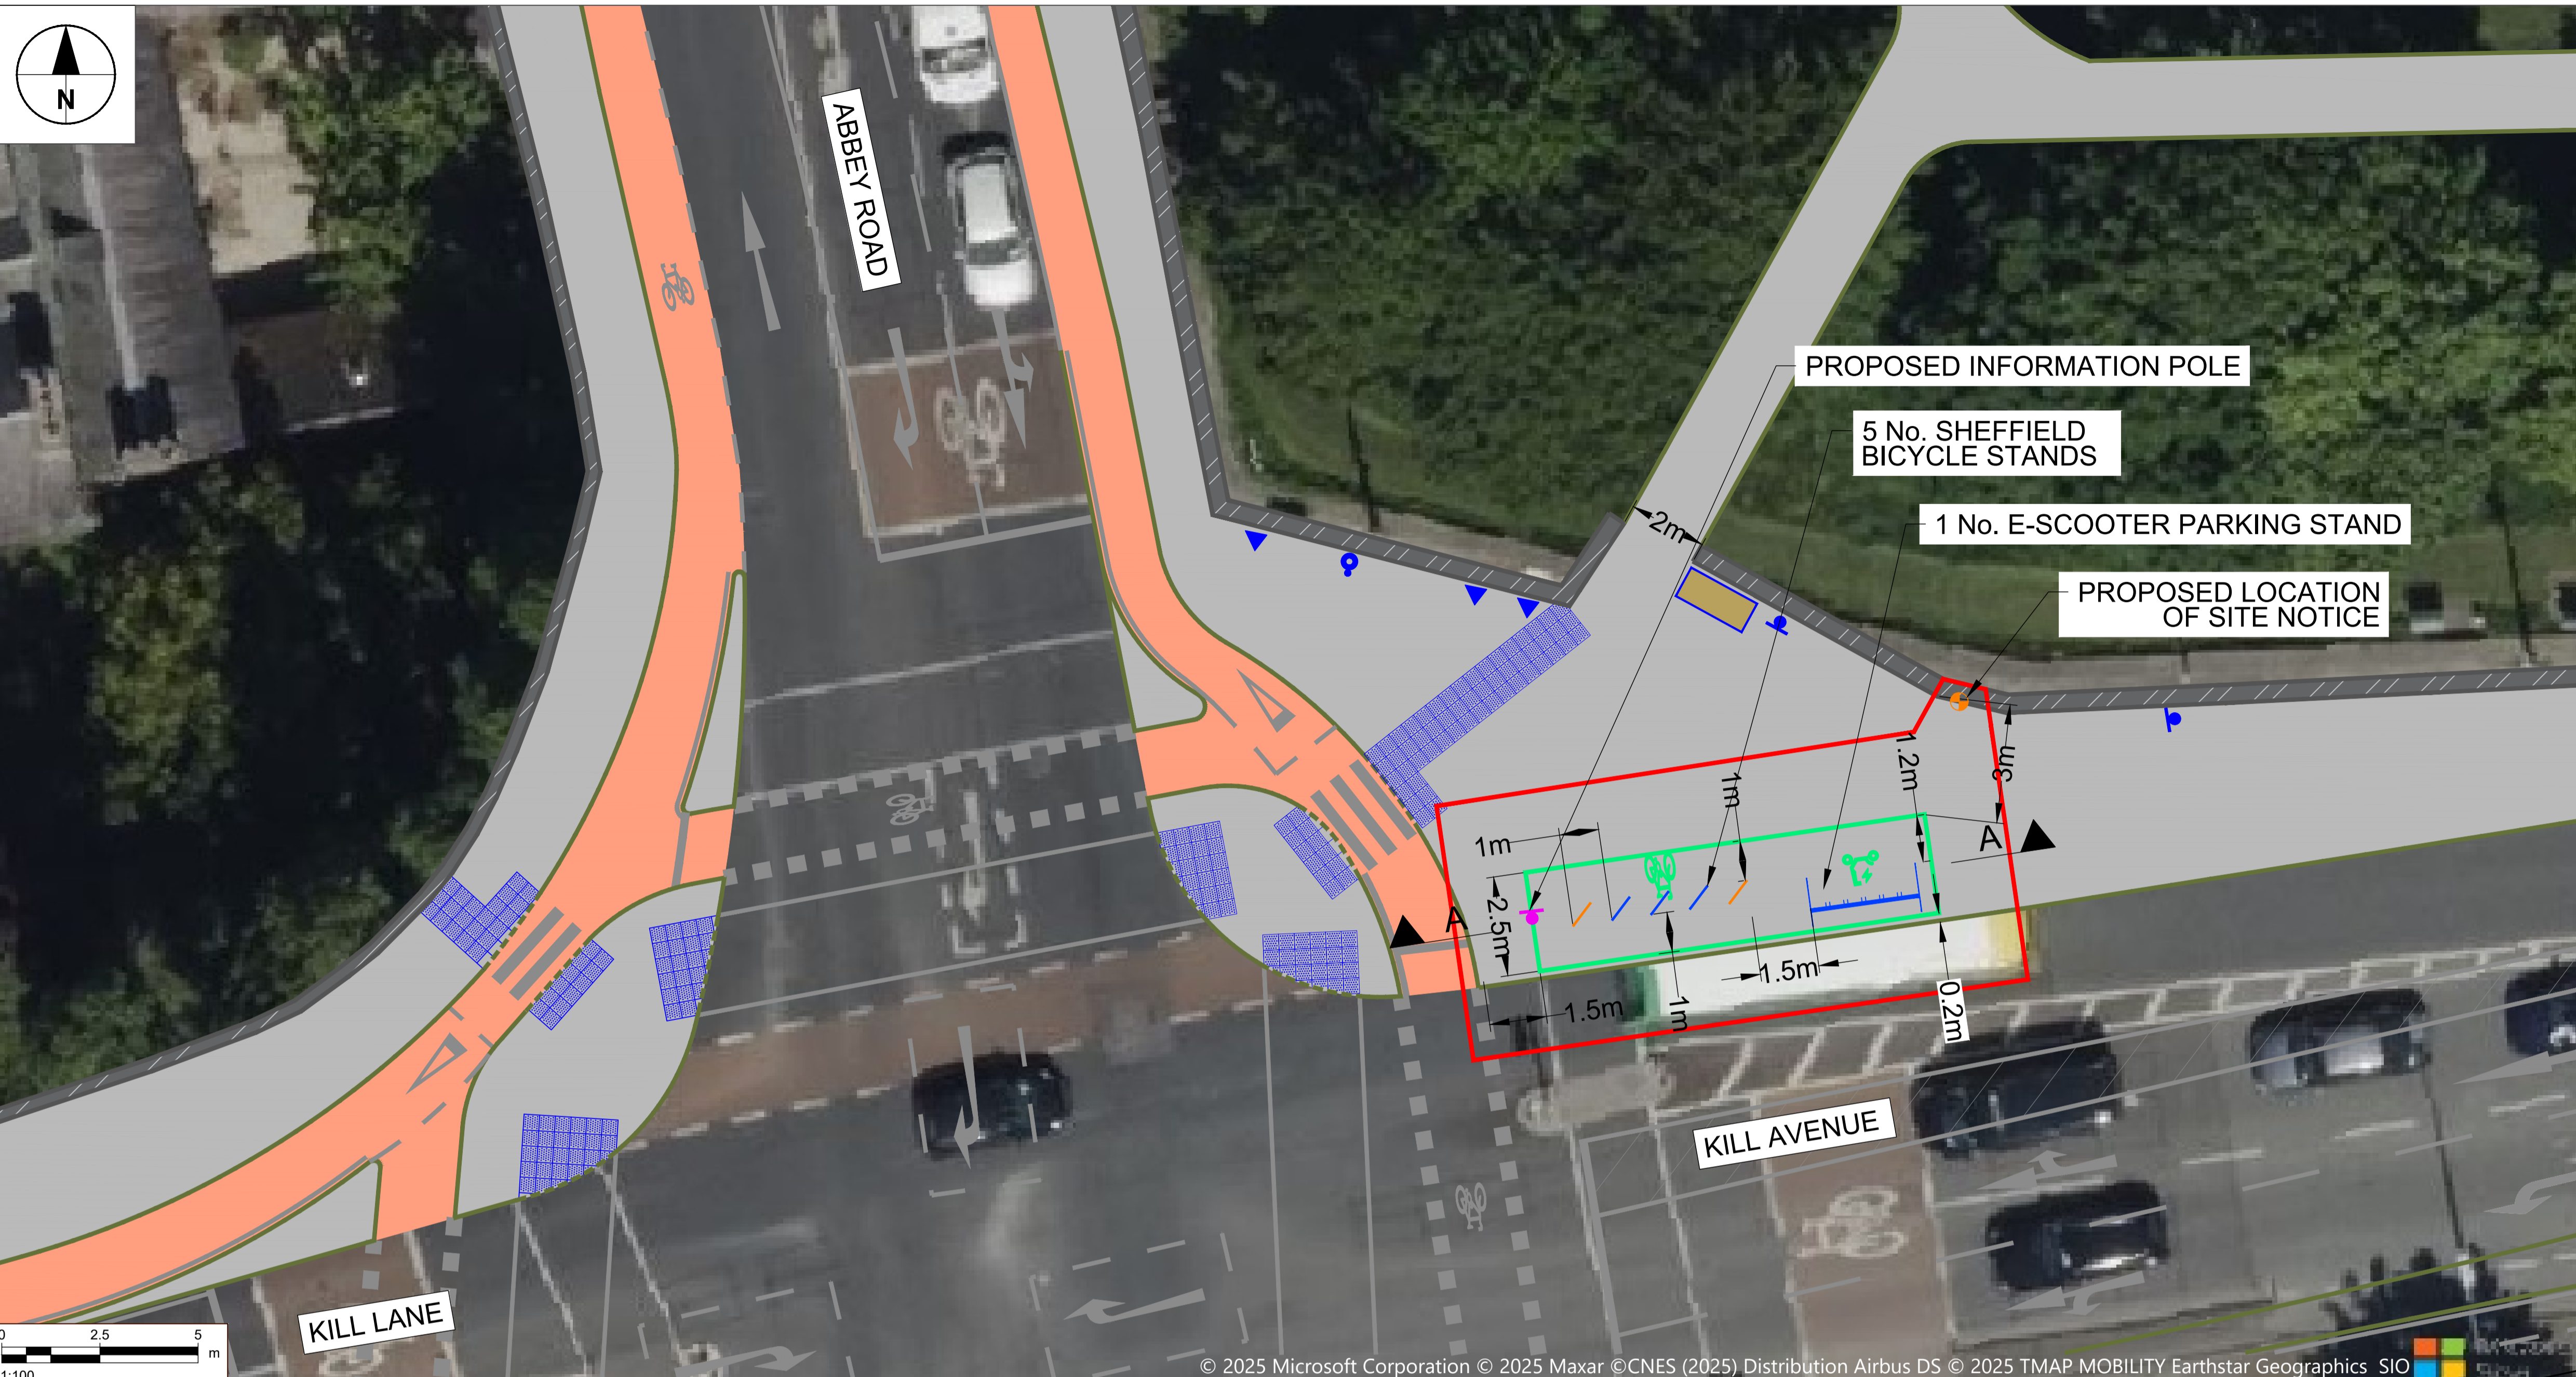 N
ABBEY ROAD
PROPOSED INFORMATION POLE
5 No. SHEFFIELD
BICYCLE STANDS
1 No. E-SCOOTER PARKING STAND
PROPOSED LOCATION
OF SITE NOTICE
2m
1.2m
3m
1m
1m
A
A
2.5m
1.5m
1.5m
1m
0.2m
KILL AVENUE
KILL LANE
0 2.5 5
m
1:100
© 2025 Microsoft Corporation © 2025 Maxar ©CNES (2025) Distribution Airbus DS © 2025 TMAP MOBILITY Earthstar Geographics SIO